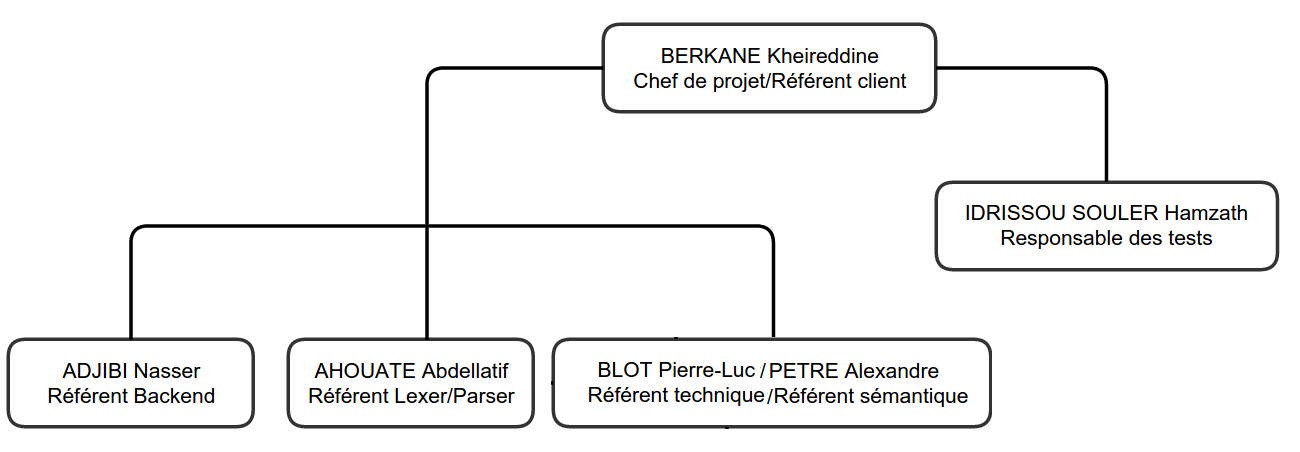 BERKANE Kheireddine
Chef de projet/Référent client
IDRISSOU SOULER Hamzath
Responsable des tests
ADJIBI Nasser
Référent Backend
AHOUATE Abdellatif
Référent Lexer/Parser
BLOT Pierre-Luc / PETRE Alexandre
Référent technique/Référent sémantique